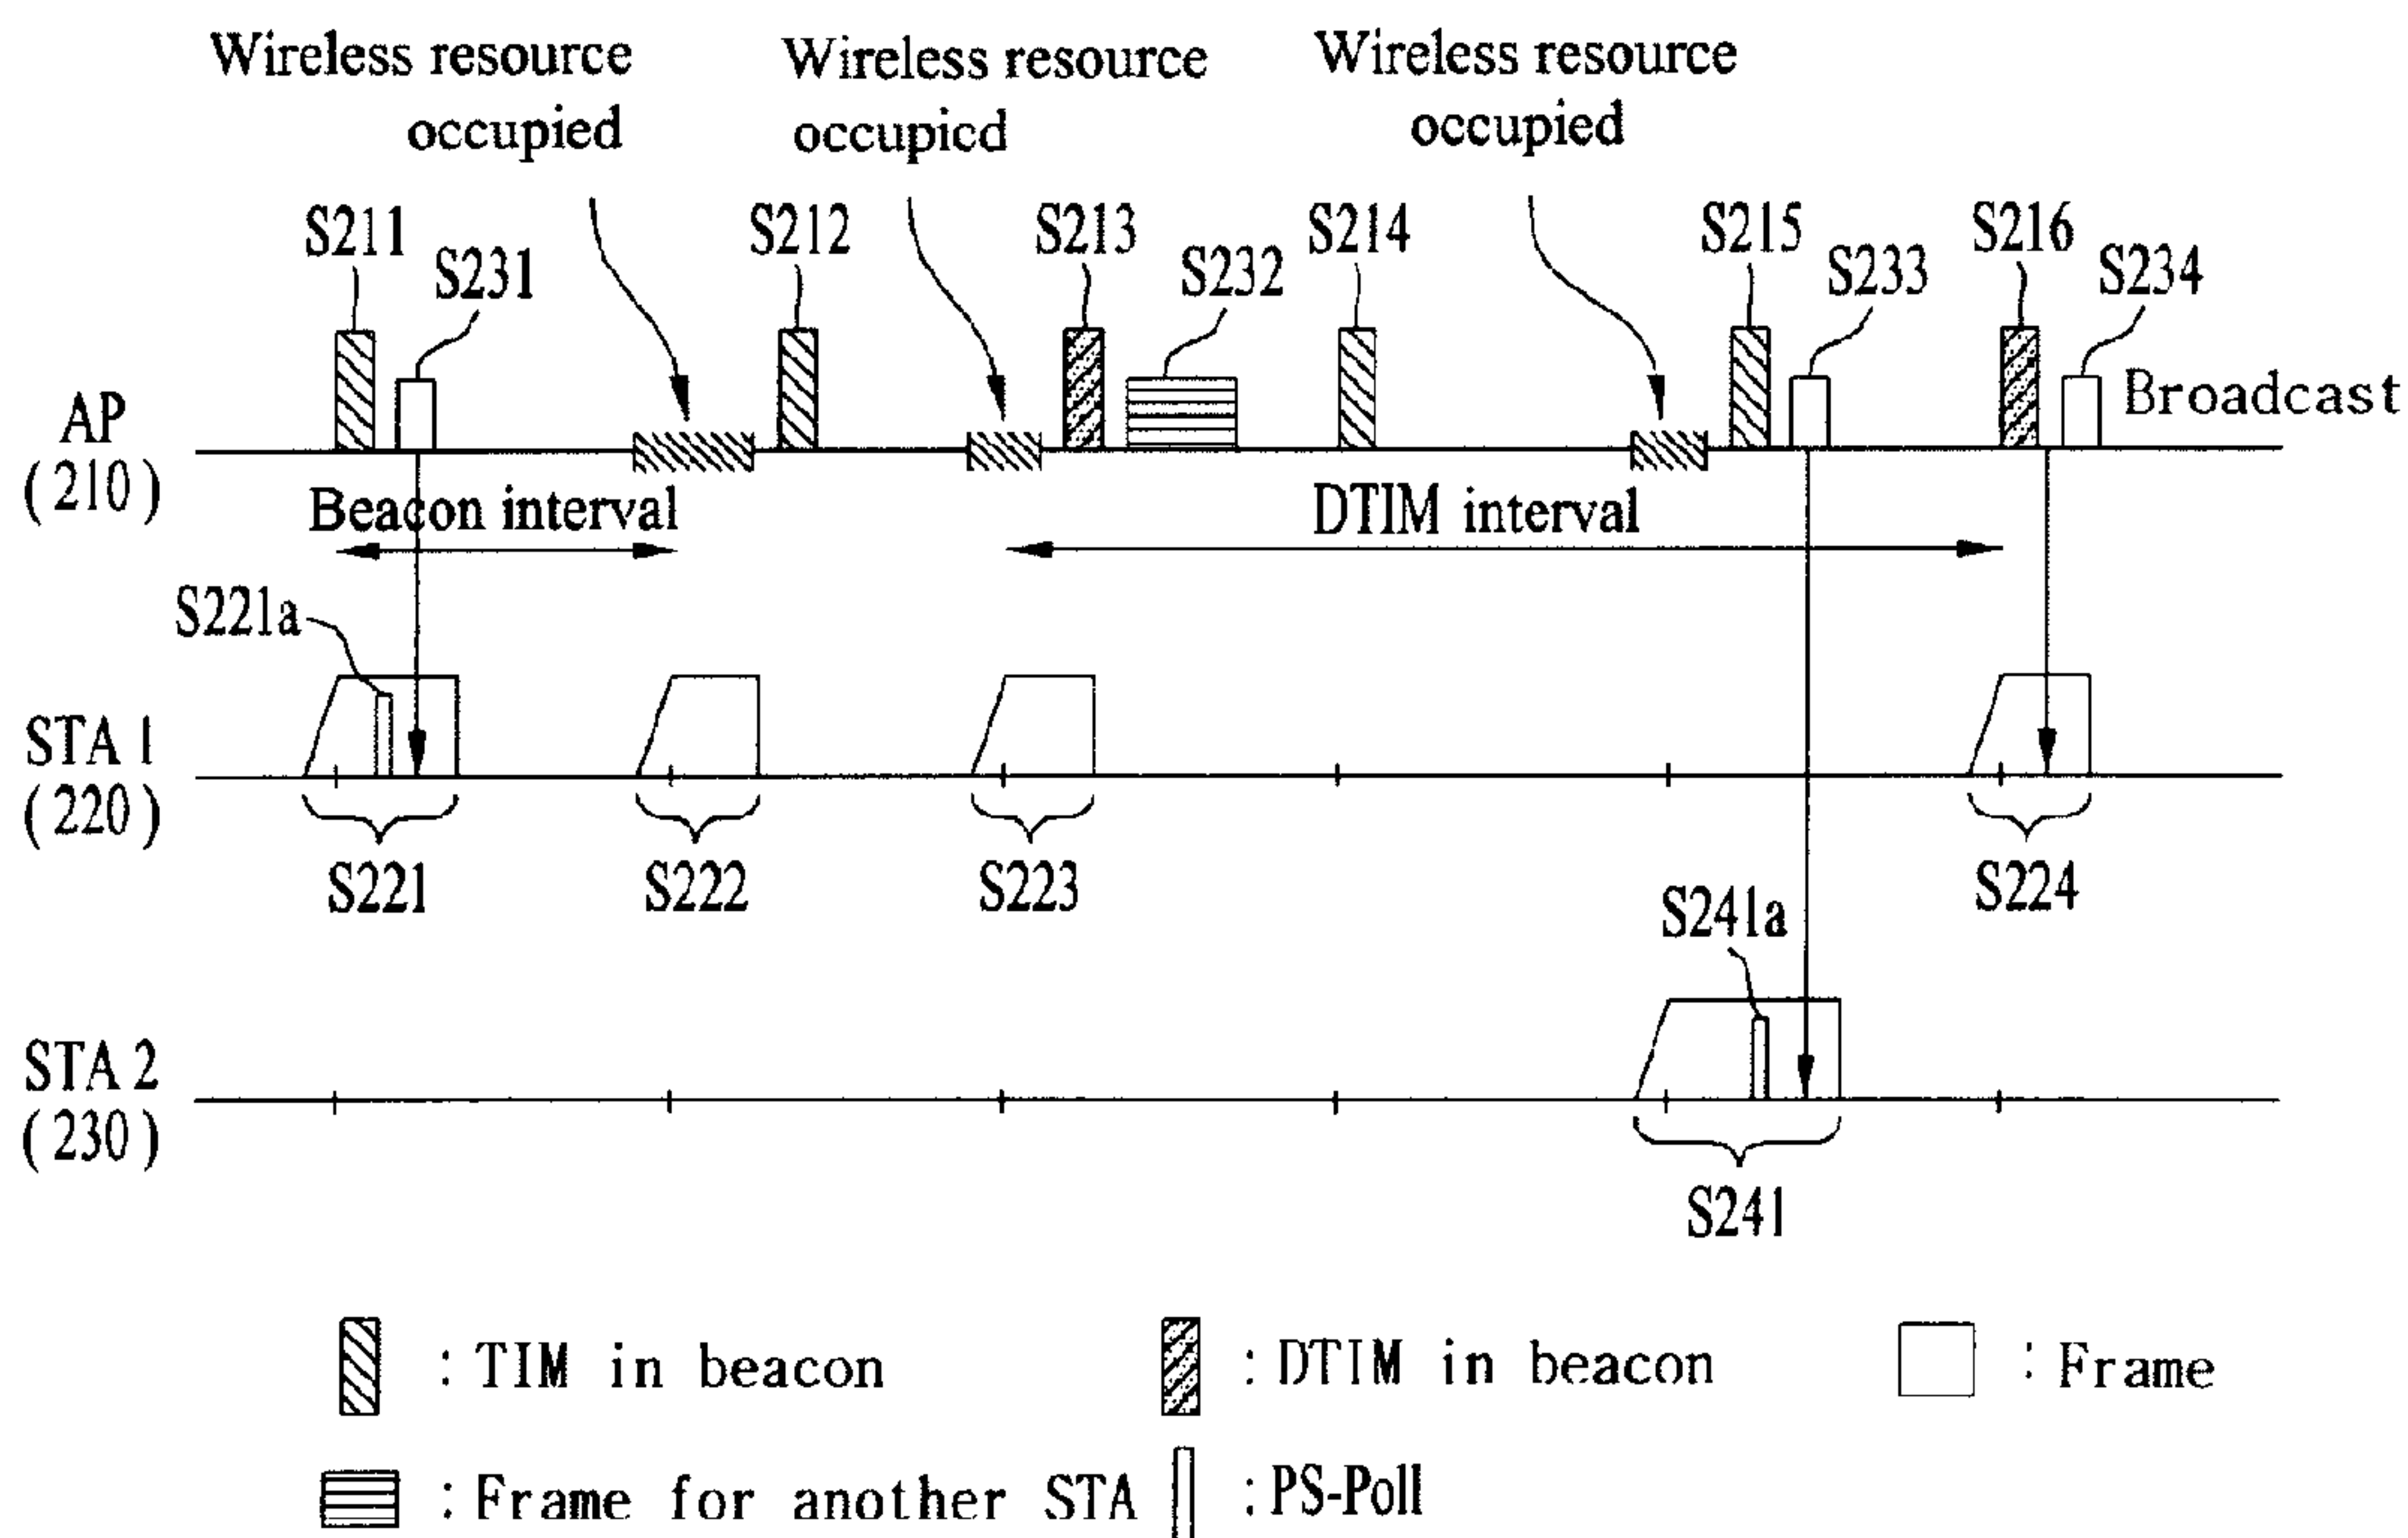 Wireless resource
occupied
Wireless resource
occupicd
Wireless resource
occupied
S211
S231
S212
S213
S232
S214
S215
S233
S216
S234
AP
(210)
Broadcast
Beacon interval
DTIM interval
S221a
STA 1
(220)
S221
S222
S223
S224
S241a
STA 2
(230)
S241
: TIM in beacon
: DTIM in beacon
: Frame
: Frame for another STA
: PS-Poll